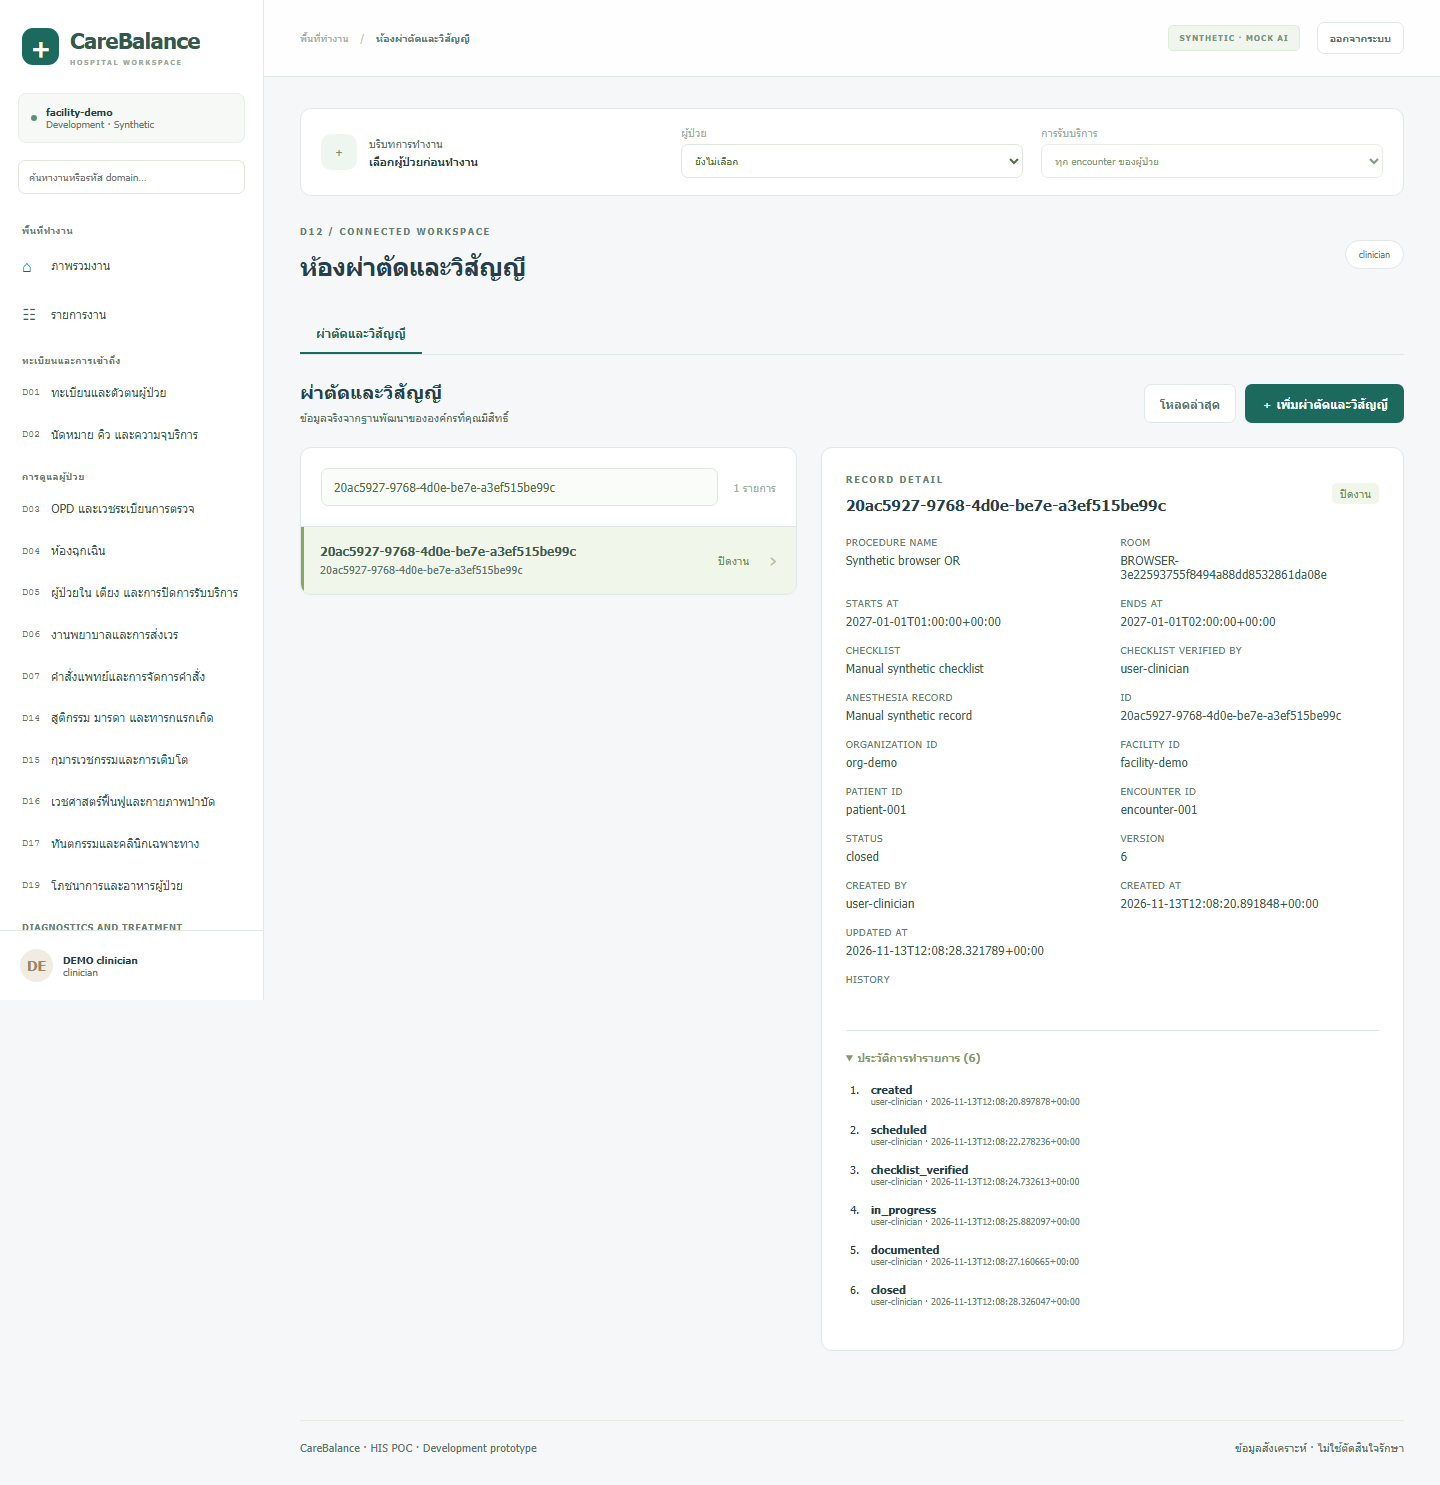 CareBalance
HOSPITAL WORKSPACE
facility-demo
Development · Synthetic
ค้นหางานหรือรหัส domain...
พื้นที่ทำงาน
ภาพรวมงาน
รายการงาน
ทะเบียนและการเข้าถึง
D01 ทะเบียนและตัวตนผู้ป่วย
D02 นัดหมาย คิว และความจุบริการ
การดูแลผู้ป่วย
D03 OPD และเวชระเบียนการตรวจ
D04 ห้องฉุกเฉิน
D05 ผู้ป่วยใน เตียง และการปิดการรับบริการ
D06 งานพยาบาลและการส่งเวร
D07 คำสั่งแพทย์และการจัดการคำสั่ง
D14 สูติกรรม มารดา และทารกแรกเกิด
D15 กุมารเวชกรรมและการเติบโต
D16 เวชศาสตร์ฟื้นฟูและกายภาพบำบัด
D17 ทันตกรรมและคลินิกเฉพาะทาง
D19 โภชนาการและอาหารผู้ป่วย
DIAGNOSTICS AND TREATMENT
DE
DEMO clinician
clinician
พื้นที่ทำงาน / ห้องผ่าตัดและวิสัญญี
SYNTHETIC · MOCK AI
ออกจากระบบ
+
บริบทการทำงาน
เลือกผู้ป่วยก่อนทำงาน
ผู้ป่วย
ยังไม่เลือก
การรับบริการ
ทุก encounter ของผู้ป่วย
D12 / CONNECTED WORKSPACE
ห้องผ่าตัดและวิสัญญี
clinician
ผ่าตัดและวิสัญญี
ผ่าตัดและวิสัญญี
ข้อมูลจริงจากฐานพัฒนาขององค์กรที่คุณมีสิทธิ์
โหลดล่าสุด
+ เพิ่มผ่าตัดและวิสัญญี
20ac5927-9768-4d0e-be7e-a3ef515be99c
1 รายการ
20ac5927-9768-4d0e-be7e-a3ef515be99c
20ac5927-9768-4d0e-be7e-a3ef515be99c
ปิดงาน
RECORD DETAIL
20ac5927-9768-4d0e-be7e-a3ef515be99c
ปิดงาน
PROCEDURE NAME
Synthetic browser OR
ROOM
BROWSER-
3e22593755f8494a88dd8532861da08e
STARTS AT
2027-01-01T01:00:00+00:00
ENDS AT
2027-01-01T02:00:00+00:00
CHECKLIST
Manual synthetic checklist
CHECKLIST VERIFIED BY
user-clinician
ANESTHESIA RECORD
Manual synthetic record
ID
20ac5927-9768-4d0e-be7e-a3ef515be99c
ORGANIZATION ID
org-demo
FACILITY ID
facility-demo
PATIENT ID
patient-001
ENCOUNTER ID
encounter-001
STATUS
closed
VERSION
6
CREATED BY
user-clinician
CREATED AT
2026-11-13T12:08:20.891848+00:00
UPDATED AT
2026-11-13T12:08:28.321789+00:00
HISTORY
▼ ประวัติการทำรายการ (6)
1. created
user-clinician · 2026-11-13T12:08:20.897878+00:00
2. scheduled
user-clinician · 2026-11-13T12:08:22.278236+00:00
3. checklist_verified
user-clinician · 2026-11-13T12:08:24.732613+00:00
4. in_progress
user-clinician · 2026-11-13T12:08:25.882097+00:00
5. documented
user-clinician · 2026-11-13T12:08:27.160665+00:00
6. closed
user-clinician · 2026-11-13T12:08:28.326047+00:00
CareBalance · HIS POC · Development prototype
ข้อมูลสังเคราะห์ · ไม่ใช้ตัดสินใจรักษา